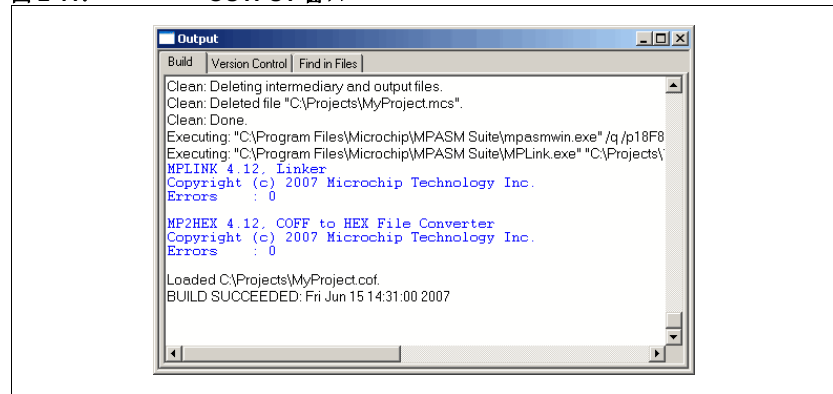 Output
Build Version Control Find in Files
Clean: Deleting intermediary and output files.
Clean: Deleted file "C:\Projects\MyProject.mcs".
Clean: Done.
Executing: "C:\Program Files\Microchip\MPASM Suite\mpasmwin.exe" /q /p18F8
Executing: "C:\Program Files\Microchip\MPASM Suite\MPLink.exe" "C:\Projects\
MPLINK 4.12, Linker
Copyright (c) 2007 Microchip Technology Inc.
Errors : 0
MP2HEX 4.12, COFF to HEX File Converter
Copyright (c) 2007 Microchip Technology Inc.
Errors : 0
Loaded C:\Projects\MyProject.cof.
BUILD SUCCEEDED: Fri Jun 15 14:31:00 2007